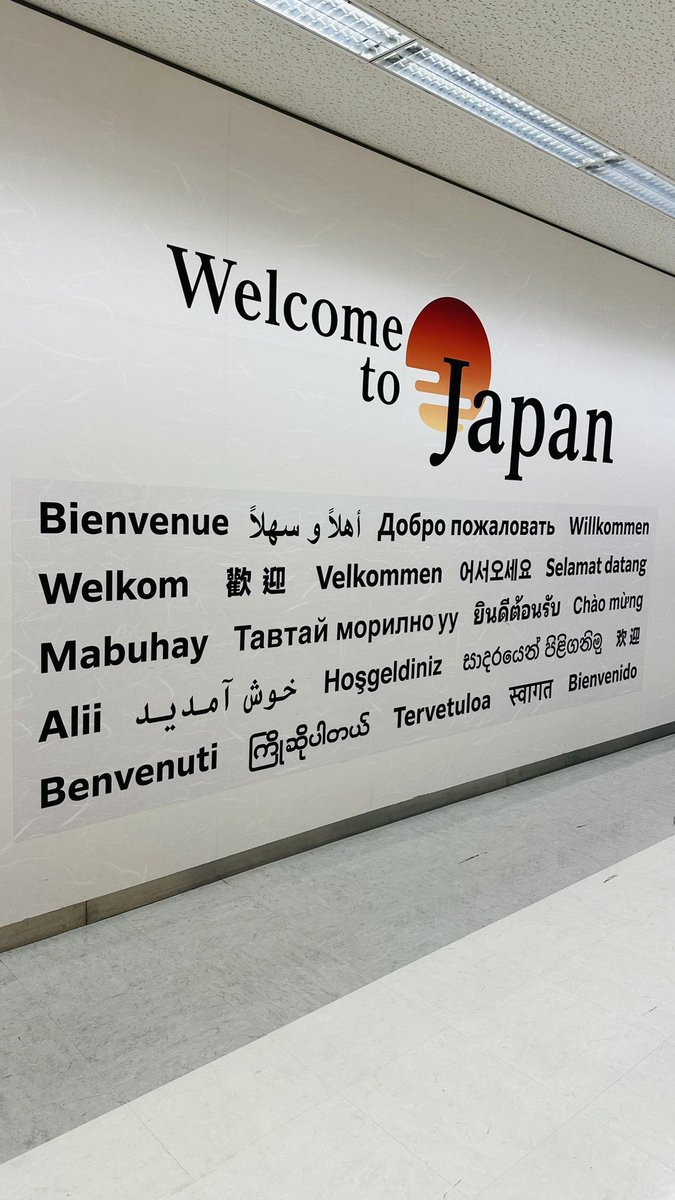 Welcome
to Japan
Bienvenue أهلاً و سهلاً Добро пожаловать Willkommen
Welkom 歡迎 Velkommen 어서오세요 Selamat datang
Mabuhay Тавтай морилно уу ยินดีต้อนรับ Chào mừng
Alii خوش آمدید Hoşgeldiniz සාදරයෙන් පිළිගනිමු 欢迎
Benvenuti ကြိုဆိုပါတယ် Tervetuloa स्वागत Bienvenido